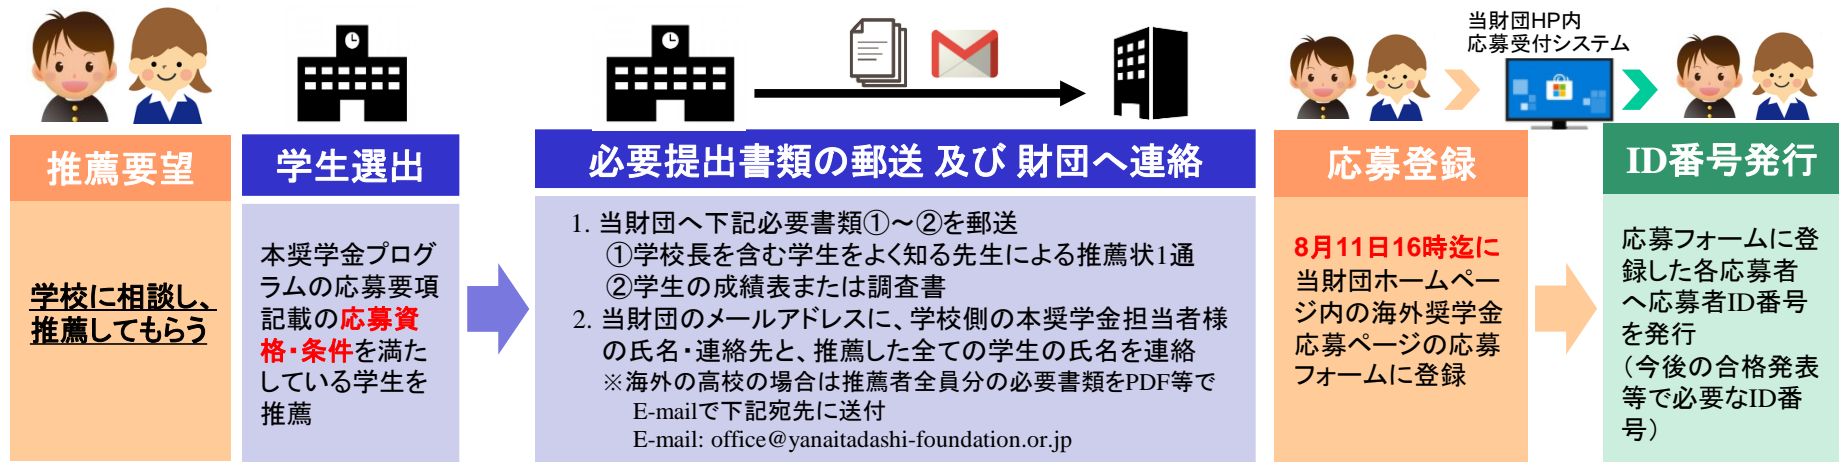 当財団HP内
応募受付システム
推薦要望
学校に相談し、
推薦してもらう
学生選出
本奨学金プログ
ラムの応募要項
記載の応募資
格・条件を満た
している学生を
推薦
必要提出書類の郵送 及び 財団へ連絡
1. 当財団へ下記必要書類①～②を郵送
①学校長を含む学生をよく知る先生による推薦状1通
②学生の成績表または調査書
2. 当財団のメールアドレスに、学校側の本奨学金担当者様
の氏名・連絡先と、推薦した全ての学生の氏名を連絡
※海外の高校の場合は推薦者全員分の必要書類をPDF等で
E-mailで下記宛先に送付
E-mail: office@yanaitadashi-foundation.or.jp
応募登録
8月11日16時迄に
当財団ホームペー
ジ内の海外奨学金
応募ページの応募
フォームに登録
ID番号発行
応募フォームに登
録した各応募者
へ応募者ID番号
を発行
（今後の合格発表
等で必要なID番
号）